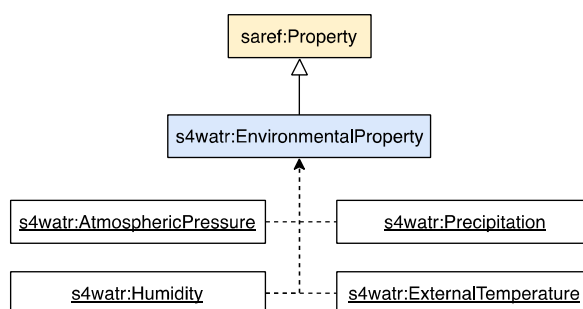 saref:Property
s4watr:EnvironmentalProperty
s4watr:AtmosphericPressure
s4watr:Precipitation
s4watr:Humidity
s4watr:ExternalTemperature